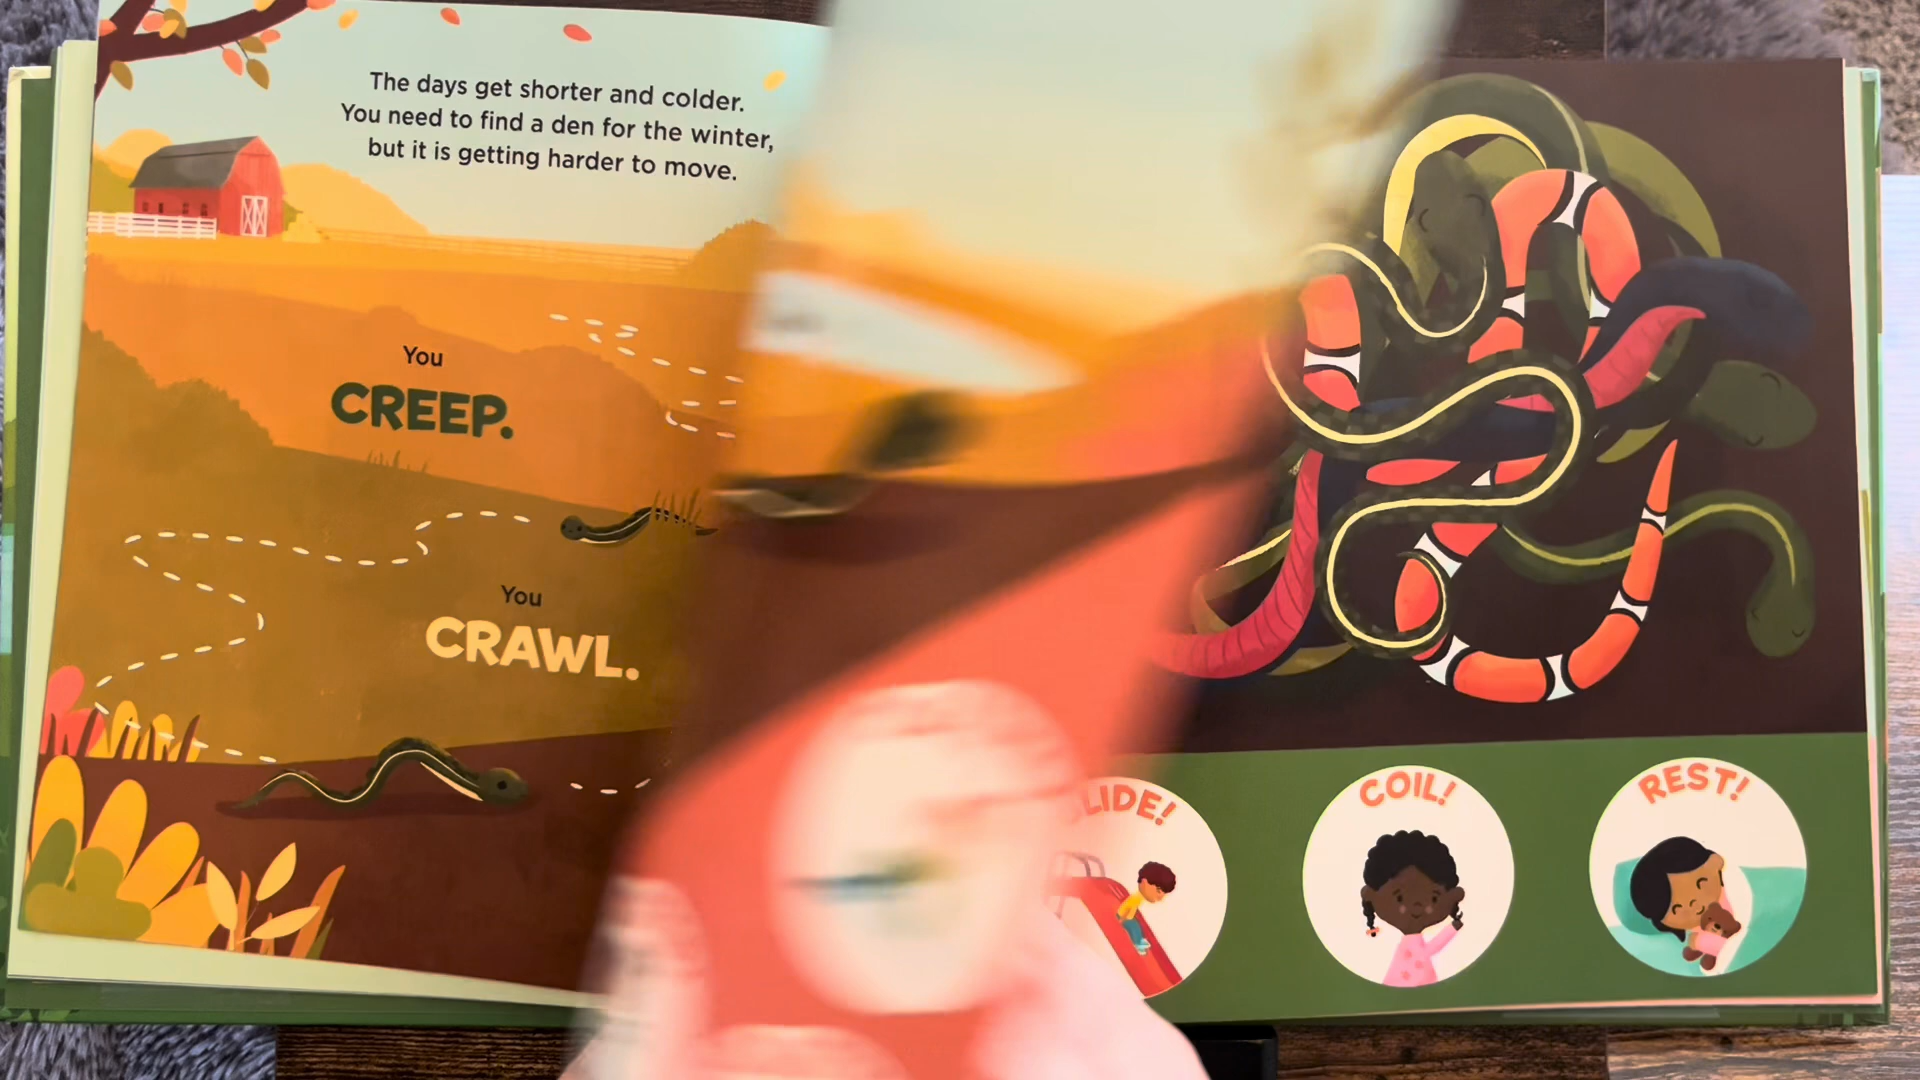 The days get shorter and colder.
You need to find a den for the winter,
but it is getting harder to move.
You
CREEP.
You
CRAWL.
LIDE!
COIL!
REST!